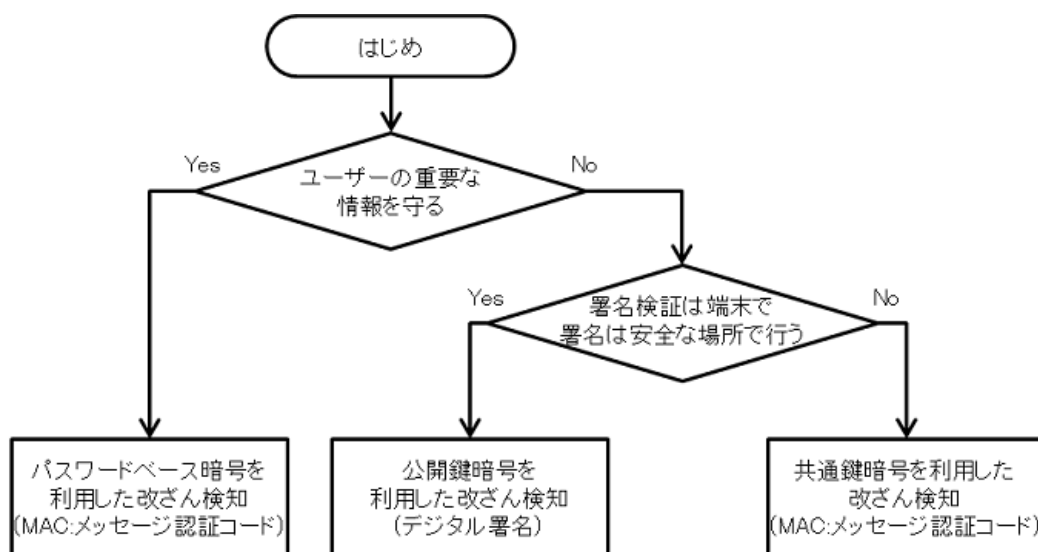 はじめ
Yes
No
ユーザーの重要な
情報を守る
Yes
No
署名検証は端末で
署名は安全な場所で行う
パスワードベース暗号を
利用した改ざん検知
(MAC:メッセージ認証コード)
公開鍵暗号を
利用した改ざん検知
(デジタル署名)
共通鍵暗号を利用した
改ざん検知
(MAC:メッセージ認証コード)